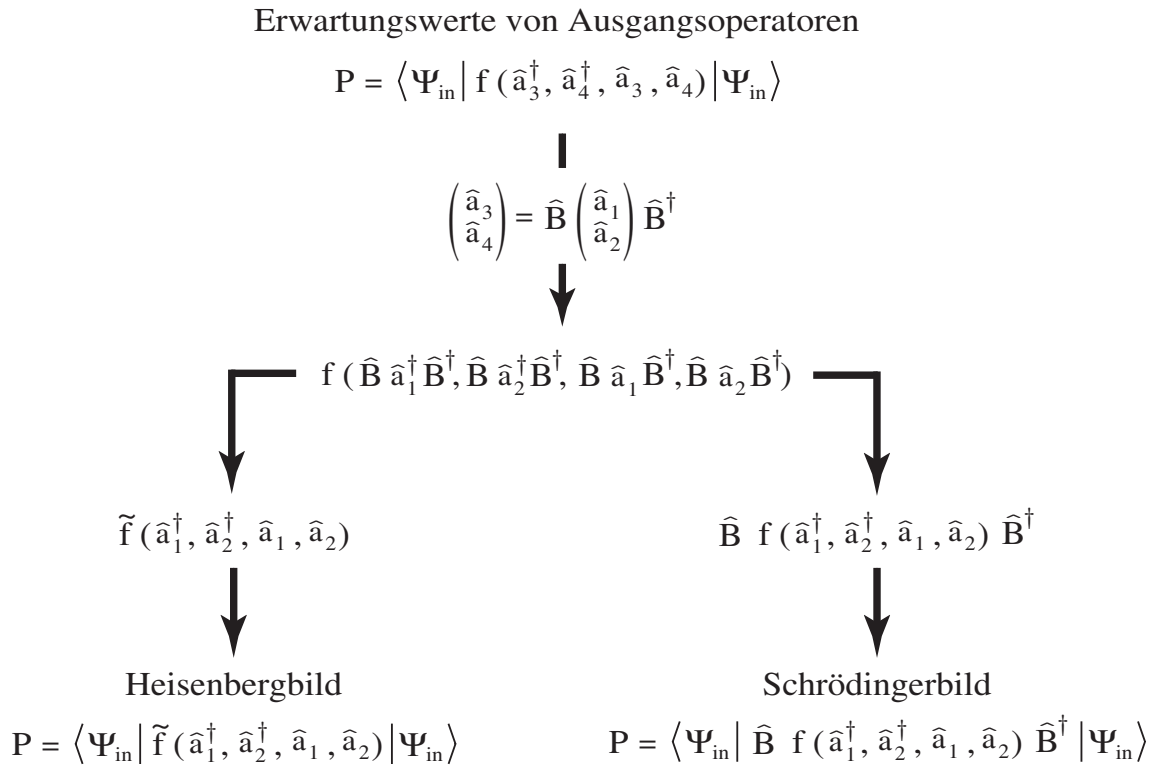 Erwartungswerte von Ausgangsoperatoren
P = ⟨Ψ_in| f (â₃†, â₄†, â₃, â₄) |Ψ_in⟩
(â₃ â₄) = B̂ (â₁ â₂) B̂†
f (B̂ â₁† B̂†, B̂ â₂† B̂†, B̂ â₁ B̂†, B̂ â₂ B̂†)
f̃ (â₁†, â₂†, â₁, â₂)
B̂ f (â₁†, â₂†, â₁, â₂) B̂†
Heisenbergbild
P = ⟨Ψ_in| f̃ (â₁†, â₂†, â₁, â₂) |Ψ_in⟩
Schrödingerbild
P = ⟨Ψ_in| B̂ f (â₁†, â₂†, â₁, â₂) B̂† |Ψ_in⟩